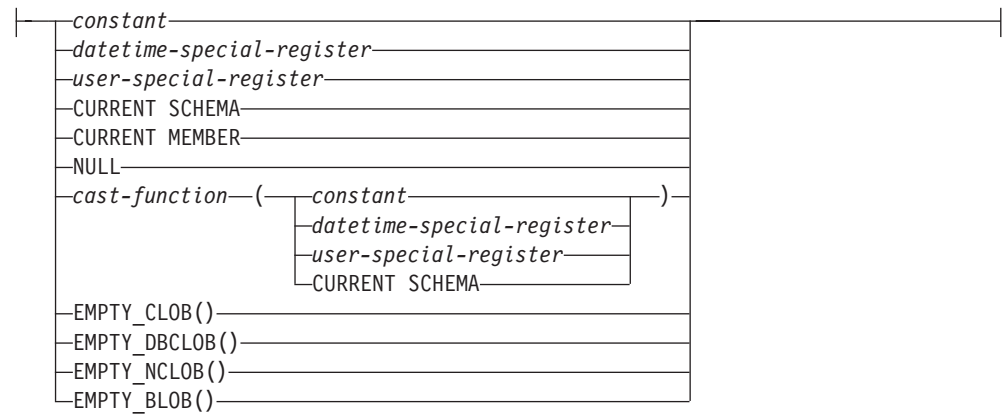 constant
datetime-special-register
user-special-register
CURRENT SCHEMA
CURRENT MEMBER
NULL
cast-function ( constant )
datetime-special-register
user-special-register
CURRENT SCHEMA
EMPTY_CLOB()
EMPTY_DBCLOB()
EMPTY_NCLOB()
EMPTY_BLOB()